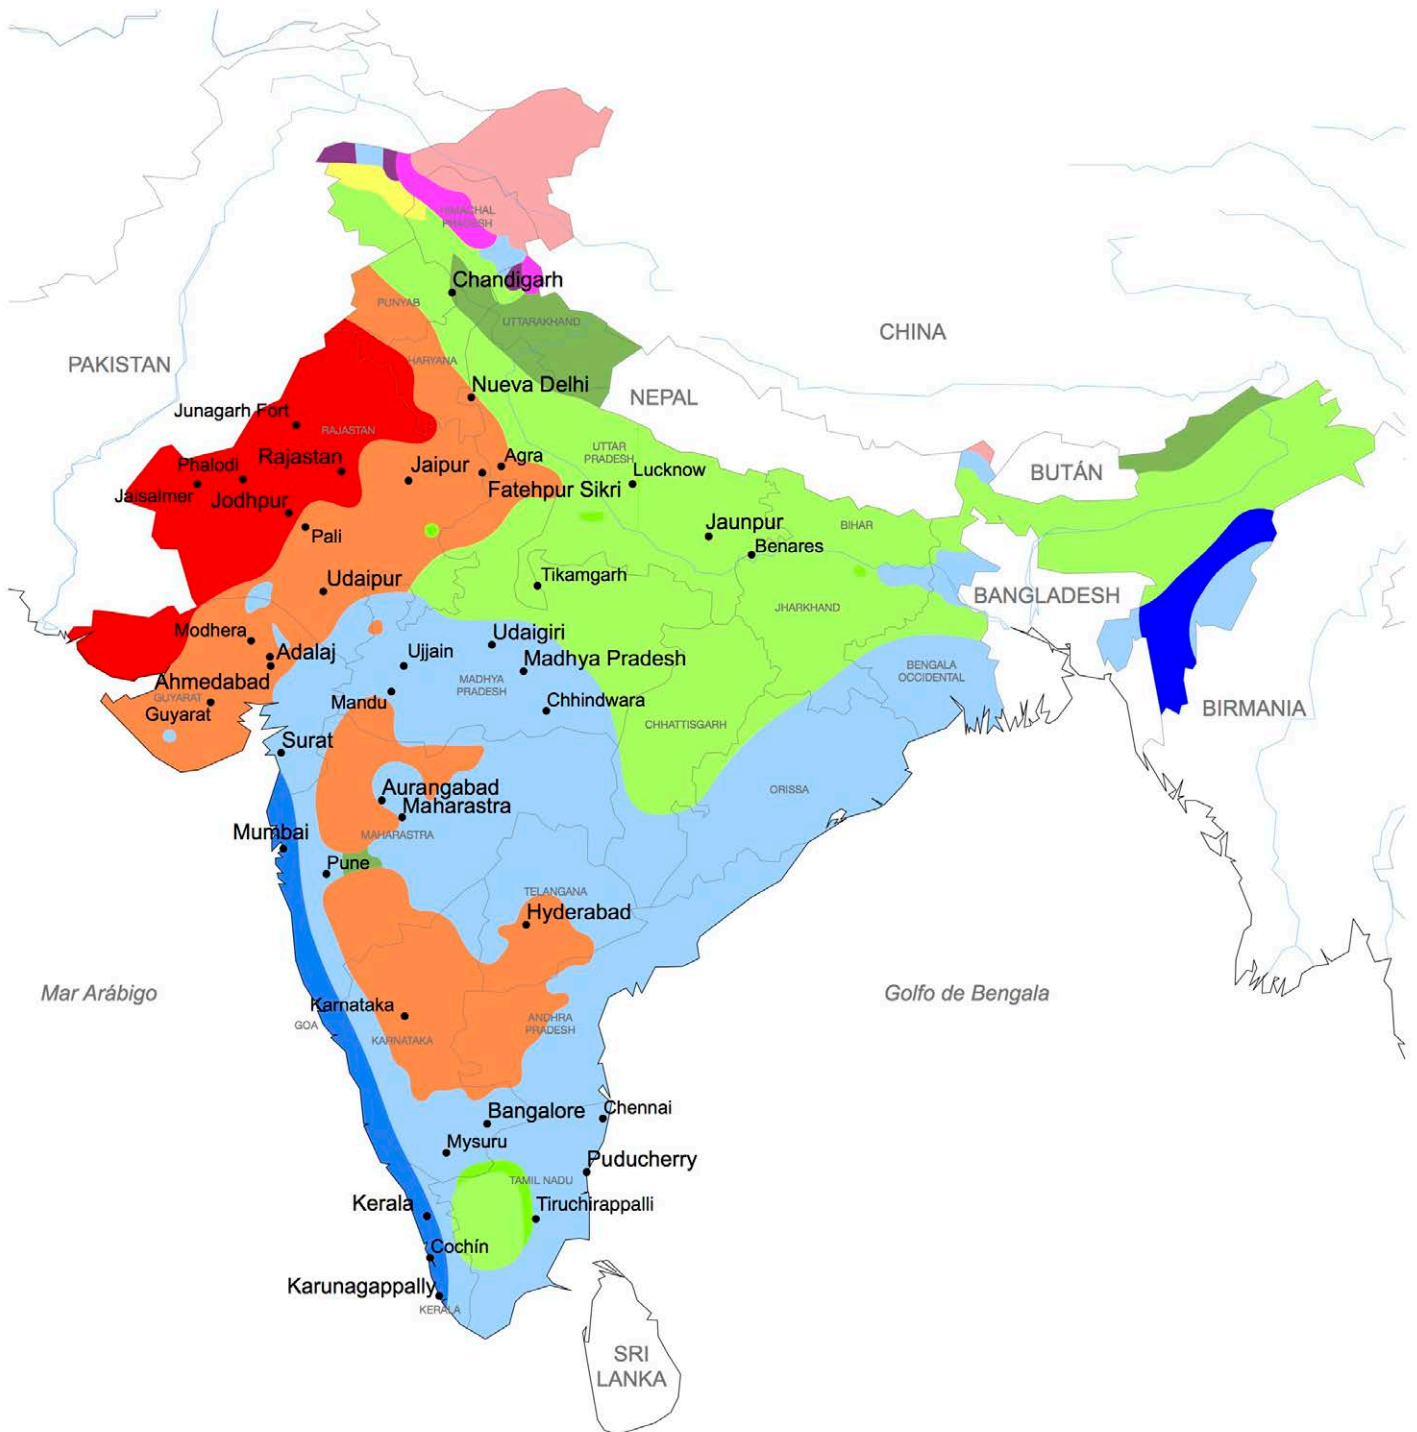 HIMACHAL
PRADESH
Chandigarh
PUNYAB
UTTARAKHAND
CHINA
PAKISTAN
HARYANA
Nueva Delhi
NEPAL
Junagarh Fort
RAJASTAN
UTTAR
PRADESH
Rajastan
Phalodi
Jaipur
Agra
Lucknow
BUTÁN
Jaisalmer
Jodhpur
Fatehpur Sikri
Pali
Jaunpur
BIHAR
Benares
Udaipur
Tikamgarh
BANGLADESH
JHARKHAND
Modhera
Adalaj
Udaigiri
Ujjain
Madhya Pradesh
BENGALA
OCCIDENTAL
Ahmedabad
MADHYA
PRADESH
GUYARAT
Mandu
Chhindwara
Guyarat
BIRMANIA
CHHATTISGARH
Surat
Aurangabad
ORISSA
Maharastra
Mumbai
MAHARASTRA
Pune
TELANGANA
Hyderabad
Mar Arábigo
Golfo de Bengala
Karnataka
GOA
ANDHRA
PRADESH
KARNATAKA
Bangalore
Chennai
Mysuru
Puducherry
TAMIL NADU
Kerala
Tiruchirappalli
Cochín
Karunagappally
KERALA
SRI
LANKA